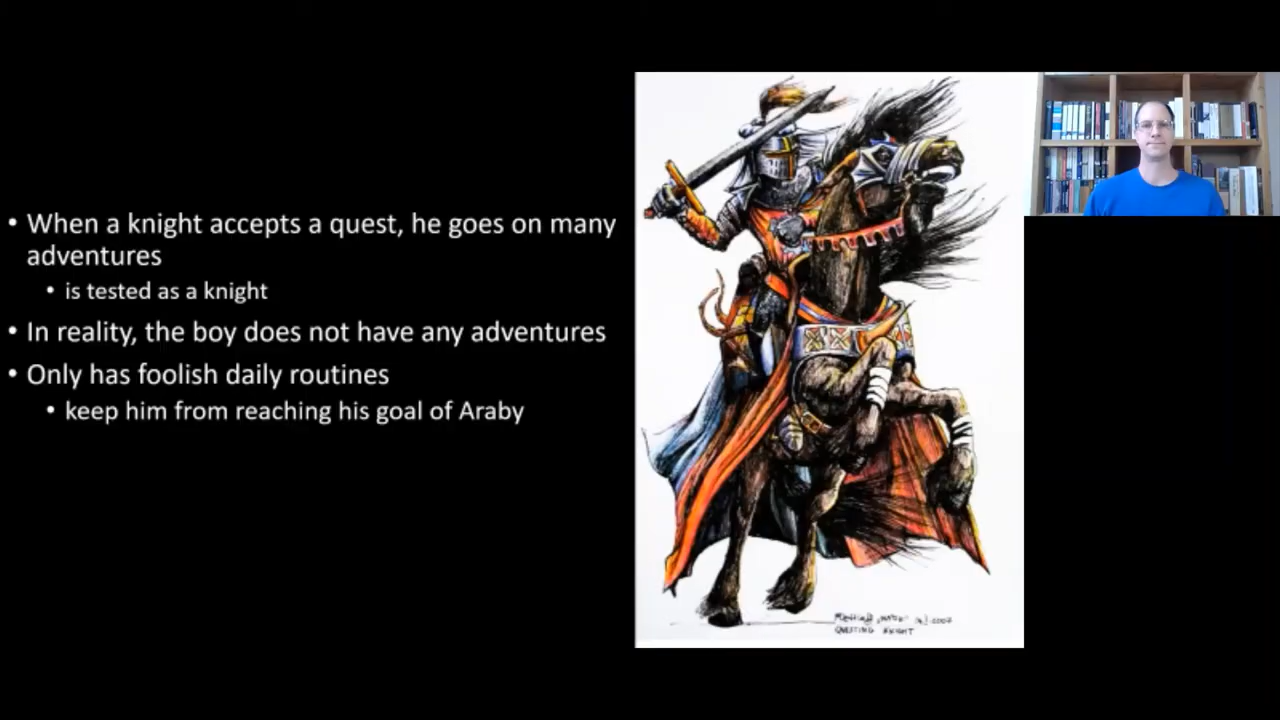 • When a knight accepts a quest, he goes on many
adventures
• is tested as a knight
• In reality, the boy does not have any adventures
• Only has foolish daily routines
• keep him from reaching his goal of Araby
QUESTING KNIGHT